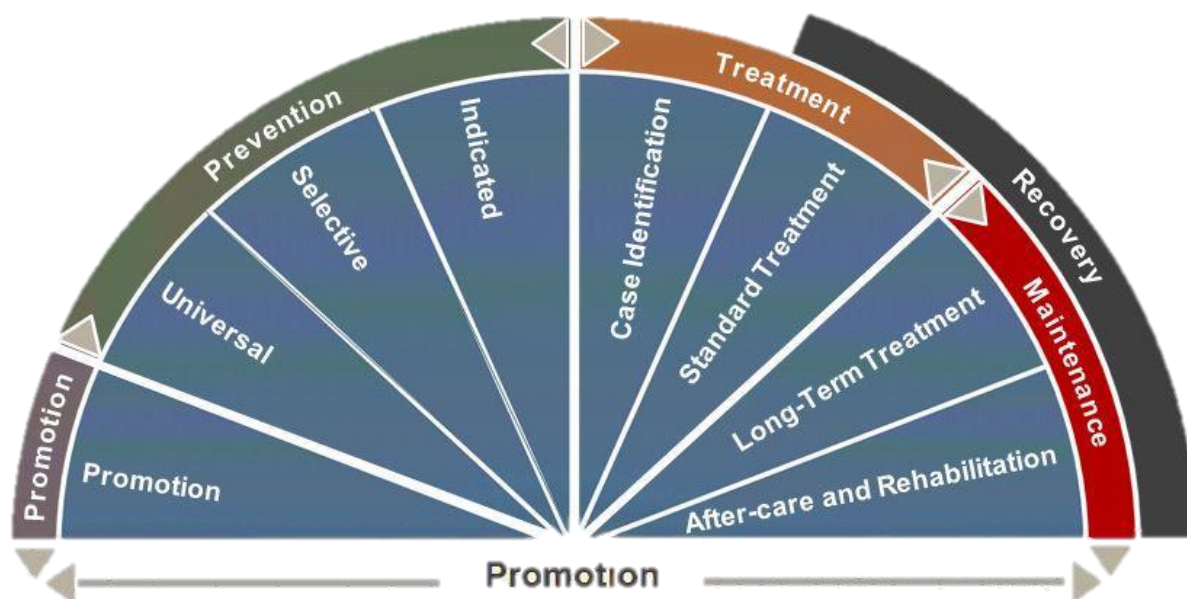 Promotion
Prevention
Treatment
Recovery
Maintenance
Promotion
Universal
Selective
Indicated
Case Identification
Standard Treatment
Long-Term Treatment
After-care and Rehabilitation
Promotion